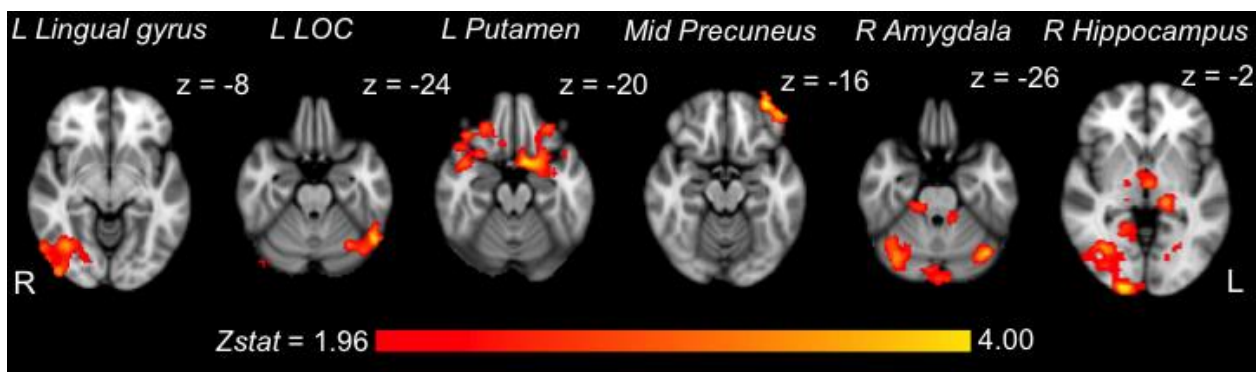 L Lingual gyrus L LOC L Putamen Mid Precuneus R Amygdala R Hippocampus
z = -8 z = -24 z = -20 z = -16 z = -26 z = -2
R L
Zstat = 1.96 4.00